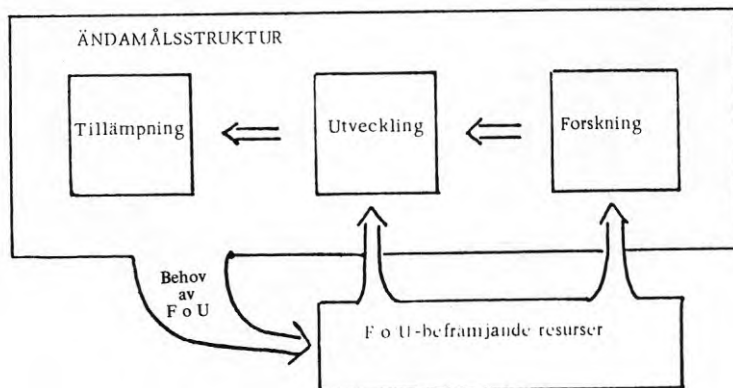 ÄNDAMÅLSSTRUKTUR
Tillämpning
Utveckling
Forskning
Behov
av
F o U
F o U-befrämjande resurser